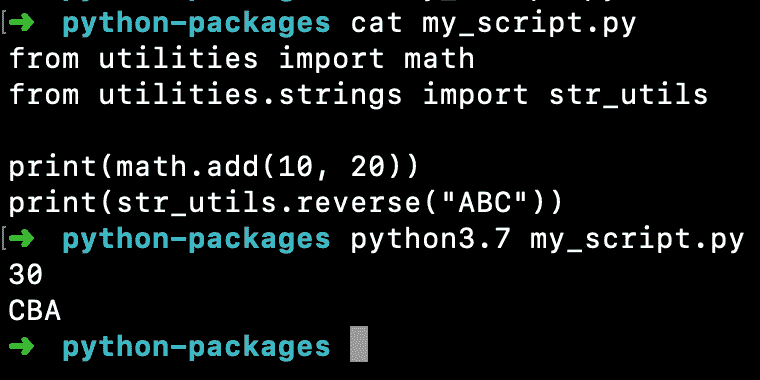 ➜ python-packages cat my_script.py
from utilities import math
from utilities.strings import str_utils
print(math.add(10, 20))
print(str_utils.reverse("ABC"))
➜ python-packages python3.7 my_script.py
30
CBA
➜ python-packages